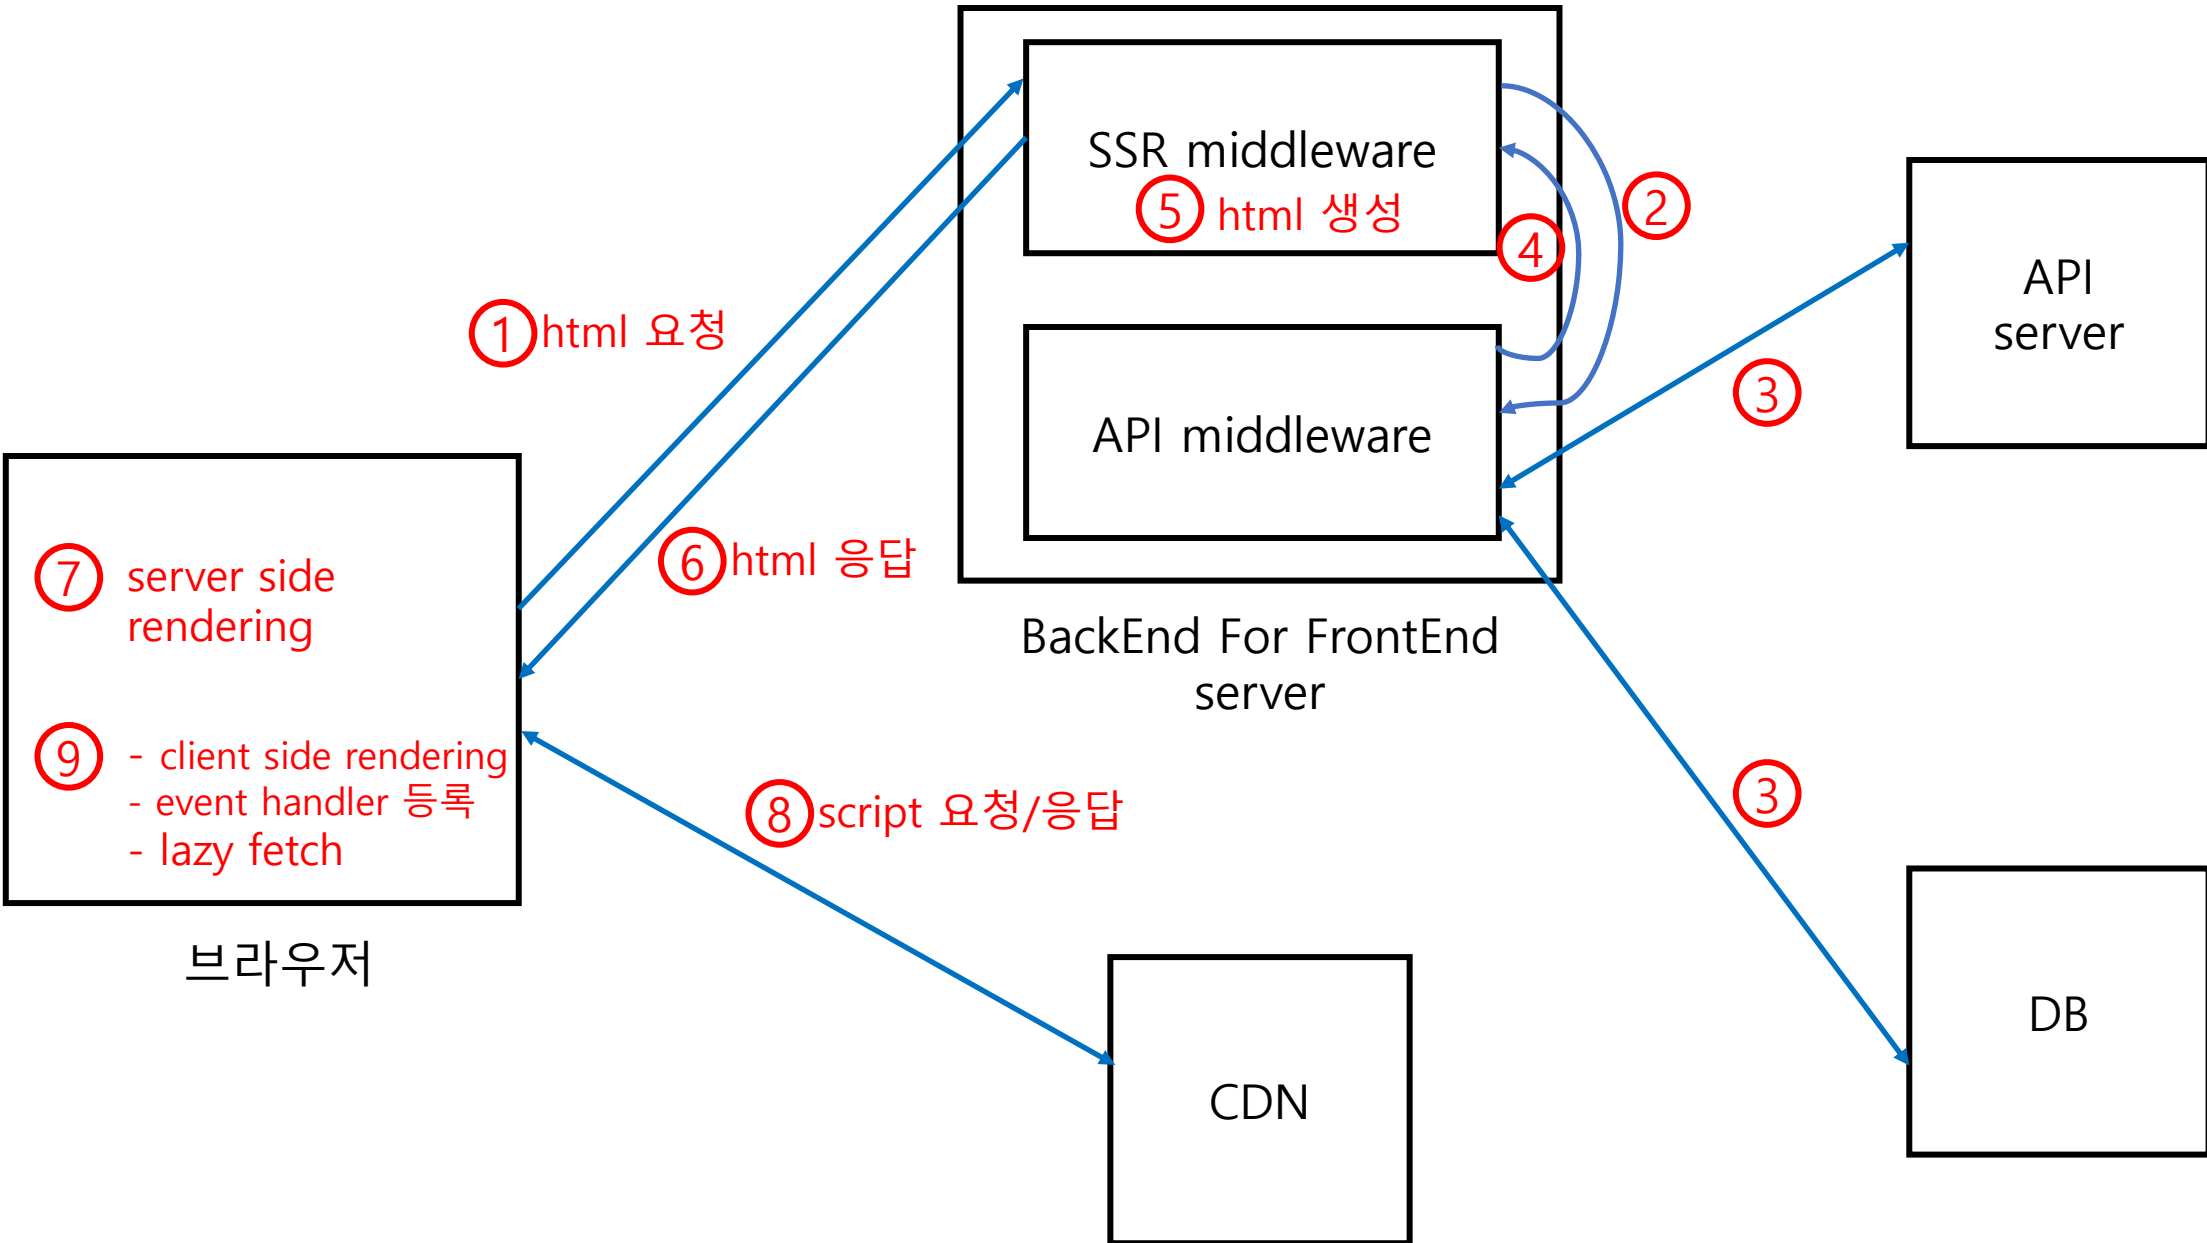 SSR middleware
⑤ html 생성
②
④
API
server
① html 요청
③
API middleware
⑥ html 응답
⑦ server side
rendering
BackEnd For FrontEnd
server
⑨ - client side rendering
- event handler 등록
- lazy fetch
⑧ script 요청/응답
③
브라우저
DB
CDN